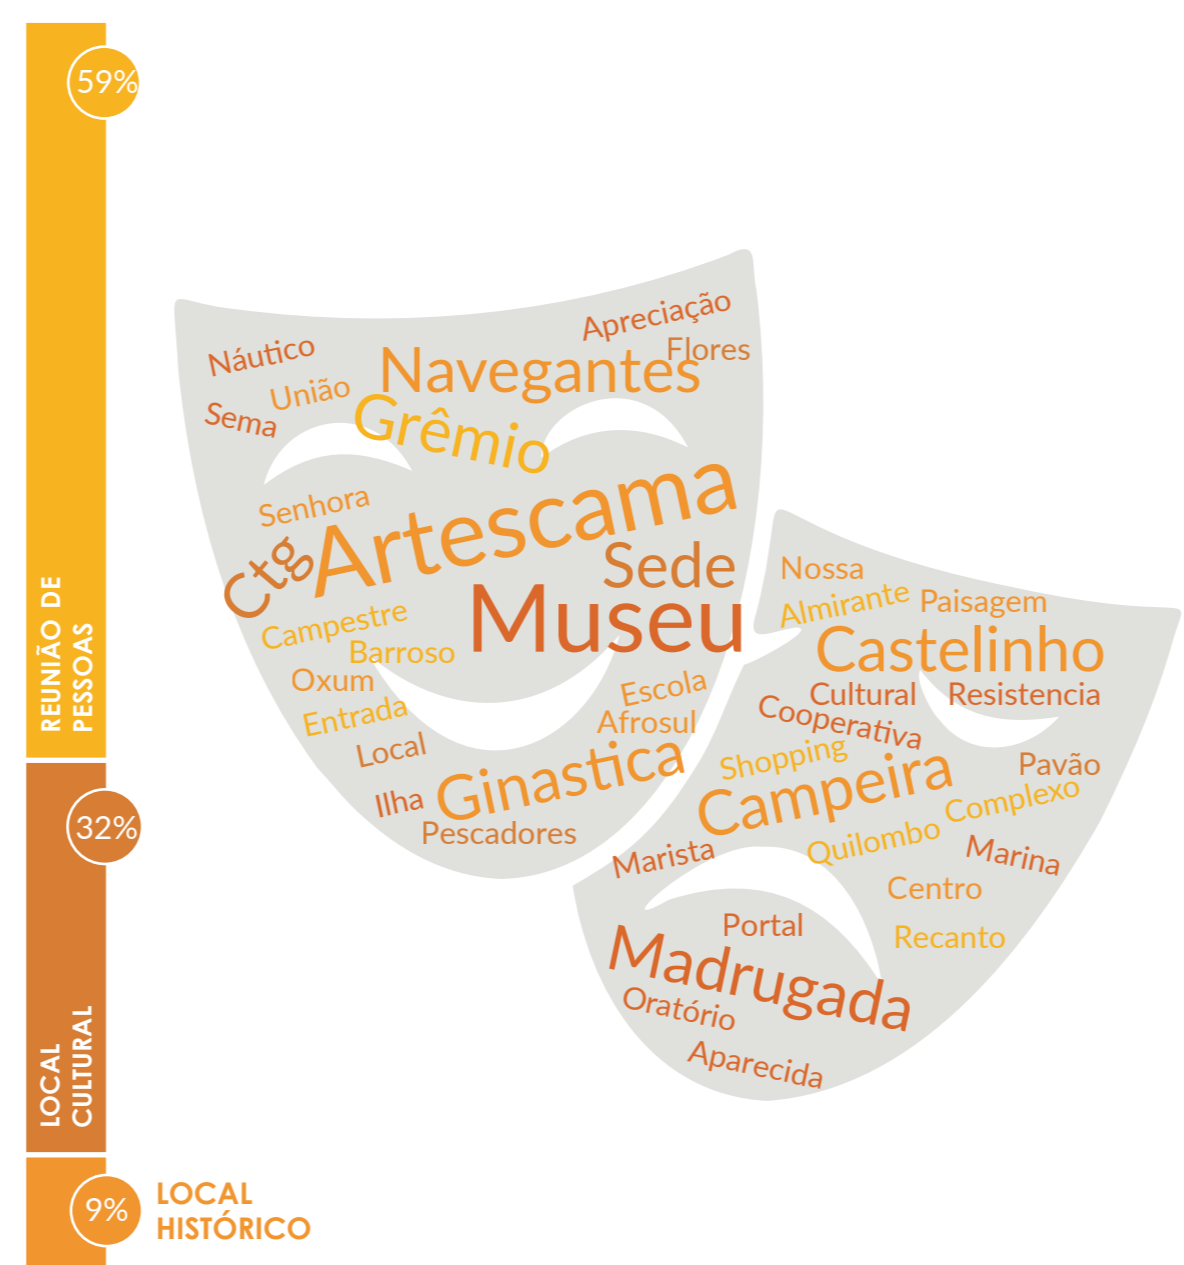 59%
REUNIÃO DE
PESSOAS
32%
LOCAL
CULTURAL
9%
LOCAL
HISTÓRICO
Apreciação
Náutico
Navegantes
Flores
União
Sema
Grêmio
Senhora
Artescama
Ctg
Sede
Museu
Campestre
Barroso
Oxum
Escola
Entrada
Afrosul
Local
Ginastica
Ilha
Pescadores
Nossa
Almirante
Paisagem
Castelinho
Cultural
Resistencia
Cooperativa
Shopping
Pavão
Campeira
Complexo
Quilombo
Marista
Marina
Centro
Portal
Recanto
Madrugada
Oratório
Aparecida